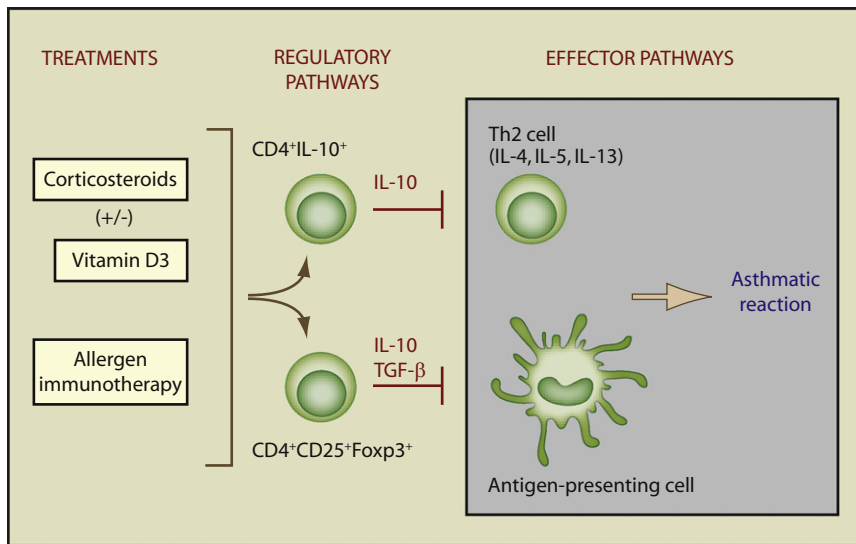 TREATMENTS
REGULATORY
PATHWAYS
EFFECTOR PATHWAYS
Corticosteroids
(+/-)
Vitamin D3
Allergen
immunotherapy
CD4⁺IL-10⁺
IL-10
IL-10
TGF-β
CD4⁺CD25⁺Foxp3⁺
Th2 cell
(IL-4, IL-5, IL-13)
Asthmatic
reaction
Antigen-presenting cell